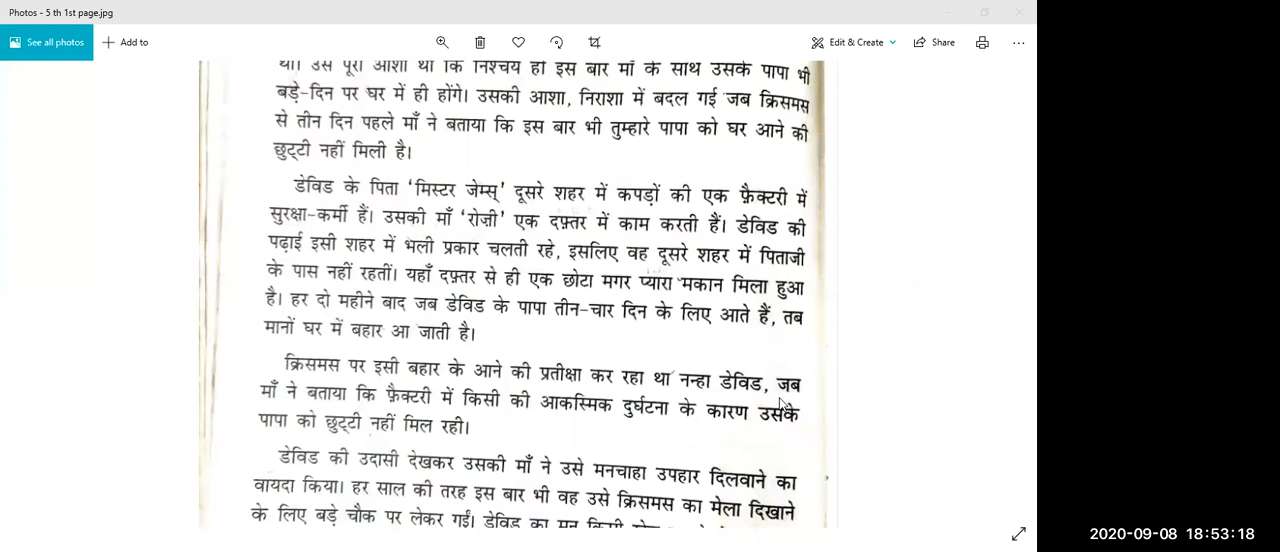 Photos - 5 th 1st page.jpg
See all photos
Add to
Edit & Create
Share
था। उसे पूरी आशा थी कि निश्चय ही इस बार माँ के साथ उसके पापा भी
बड़े-दिन पर घर में ही होंगे। उसकी आशा, निराशा में बदल गई जब क्रिसमस
से तीन दिन पहले माँ ने बताया कि इस बार भी तुम्हारे पापा को घर आने की
छुट्टी नहीं मिली है।
डेविड के पिता ‘मिस्टर जेम्स्’ दूसरे शहर में कपड़ों की एक फ़ैक्टरी में
सुरक्षा-कर्मी हैं। उसकी माँ ‘रोज़ी’ एक दफ़्तर में काम करती हैं। डेविड की
पढ़ाई इसी शहर में भली प्रकार चलती रहे, इसलिए वह दूसरे शहर में पिताजी
के पास नहीं रहतीं। यहाँ दफ़्तर से ही एक छोटा मगर प्यारा मकान मिला हुआ
है। हर दो महीने बाद जब डेविड के पापा तीन-चार दिन के लिए आते हैं, तब
मानों घर में बहार आ जाती है।
क्रिसमस पर इसी बहार के आने की प्रतीक्षा कर रहा था नन्हा डेविड, जब
माँ ने बताया कि फ़ैक्टरी में किसी की आकस्मिक दुर्घटना के कारण उसके
पापा को छुट्टी नहीं मिल रही।
डेविड की उदासी देखकर उसकी माँ ने उसे मनचाहा उपहार दिलवाने का
वायदा किया। हर साल की तरह इस बार भी वह उसे क्रिसमस का मेला दिखाने
के लिए बड़े चौक पर लेकर गईं। डेविड का मन किसी
2020-09-08 18:53:18